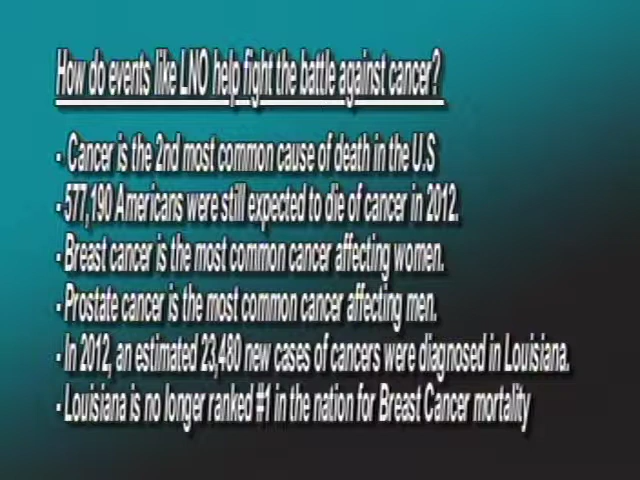 How do events like LNO help fight the battle against cancer?
- Cancer is the 2nd most common cause of death in the U.S
- 577,190 Americans were still expected to die of cancer in 2012.
- Breast cancer is the most common cancer affecting women.
- Prostate cancer is the most common cancer affecting men.
- In 2012, an estimated 23,480 new cases of cancers were diagnosed in Louisiana.
- Louisiana is no longer ranked #1 in the nation for Breast Cancer mortality